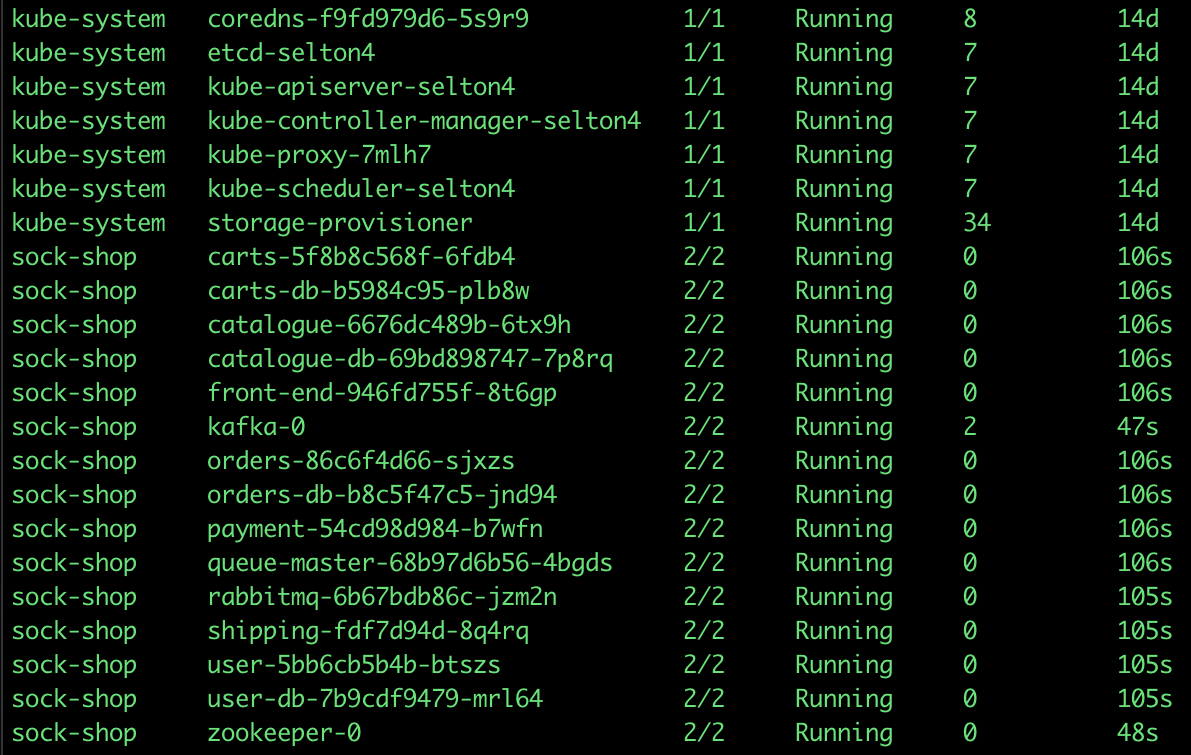 kube-system coredns-f9fd979d6-5s9r9 1/1 Running 8 14d
kube-system etcd-selton4 1/1 Running 7 14d
kube-system kube-apiserver-selton4 1/1 Running 7 14d
kube-system kube-controller-manager-selton4 1/1 Running 7 14d
kube-system kube-proxy-7mlh7 1/1 Running 7 14d
kube-system kube-scheduler-selton4 1/1 Running 7 14d
kube-system storage-provisioner 1/1 Running 34 14d
sock-shop carts-5f8b8c568f-6fdb4 2/2 Running 0 106s
sock-shop carts-db-b5984c95-plb8w 2/2 Running 0 106s
sock-shop catalogue-6676dc489b-6tx9h 2/2 Running 0 106s
sock-shop catalogue-db-69bd898747-7p8rq 2/2 Running 0 106s
sock-shop front-end-946fd755f-8t6gp 2/2 Running 0 106s
sock-shop kafka-0 2/2 Running 2 47s
sock-shop orders-86c6f4d66-sjxzs 2/2 Running 0 106s
sock-shop orders-db-b8c5f47c5-jnd94 2/2 Running 0 106s
sock-shop payment-54cd98d984-b7wfn 2/2 Running 0 106s
sock-shop queue-master-68b97d6b56-4bgds 2/2 Running 0 106s
sock-shop rabbitmq-6b67bdb86c-jzm2n 2/2 Running 0 105s
sock-shop shipping-fdf7d94d-8q4rq 2/2 Running 0 105s
sock-shop user-5bb6cb5b4b-btszs 2/2 Running 0 105s
sock-shop user-db-7b9cdf9479-mrl64 2/2 Running 0 105s
sock-shop zookeeper-0 2/2 Running 0 48s